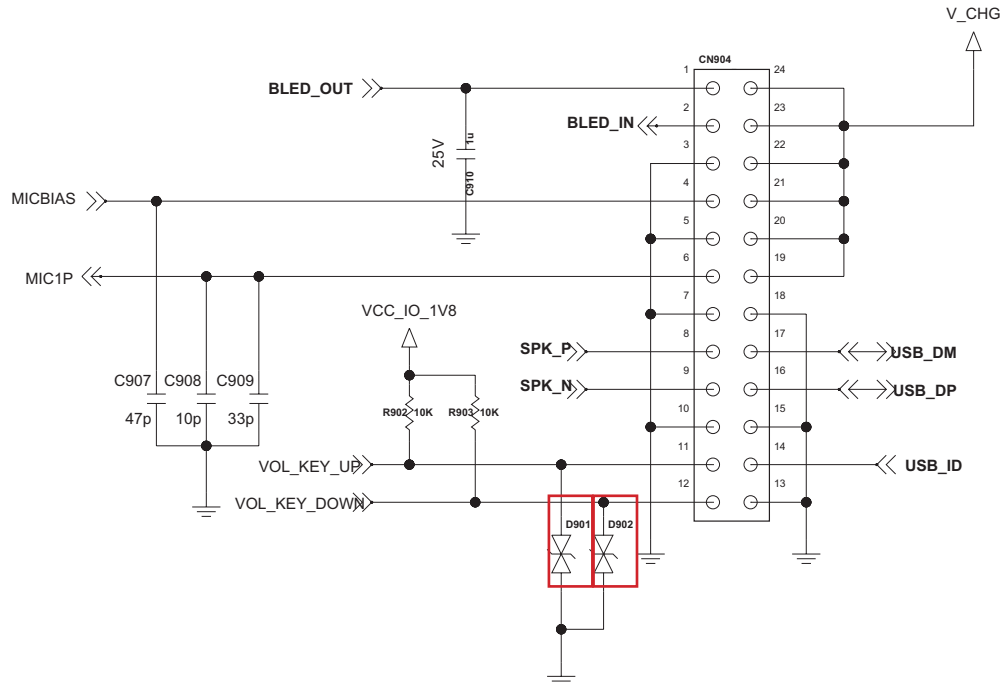 V_CHG
CN904
1 24
BLED_OUT
2 23
BLED_IN
3 22
25V
1u
C910
4 21
MICBIAS
5 20
6 19
MIC1P
7 18
VCC_IO_1V8
8 17
SPK_P
USB_DM
9 16
SPK_N
USB_DP
C907 C908 C909
47p 10p 33p
R902 10K R903 10K
10 15
11 14
VOL_KEY_UP
USB_ID
12 13
VOL_KEY_DOWN
D901 D902